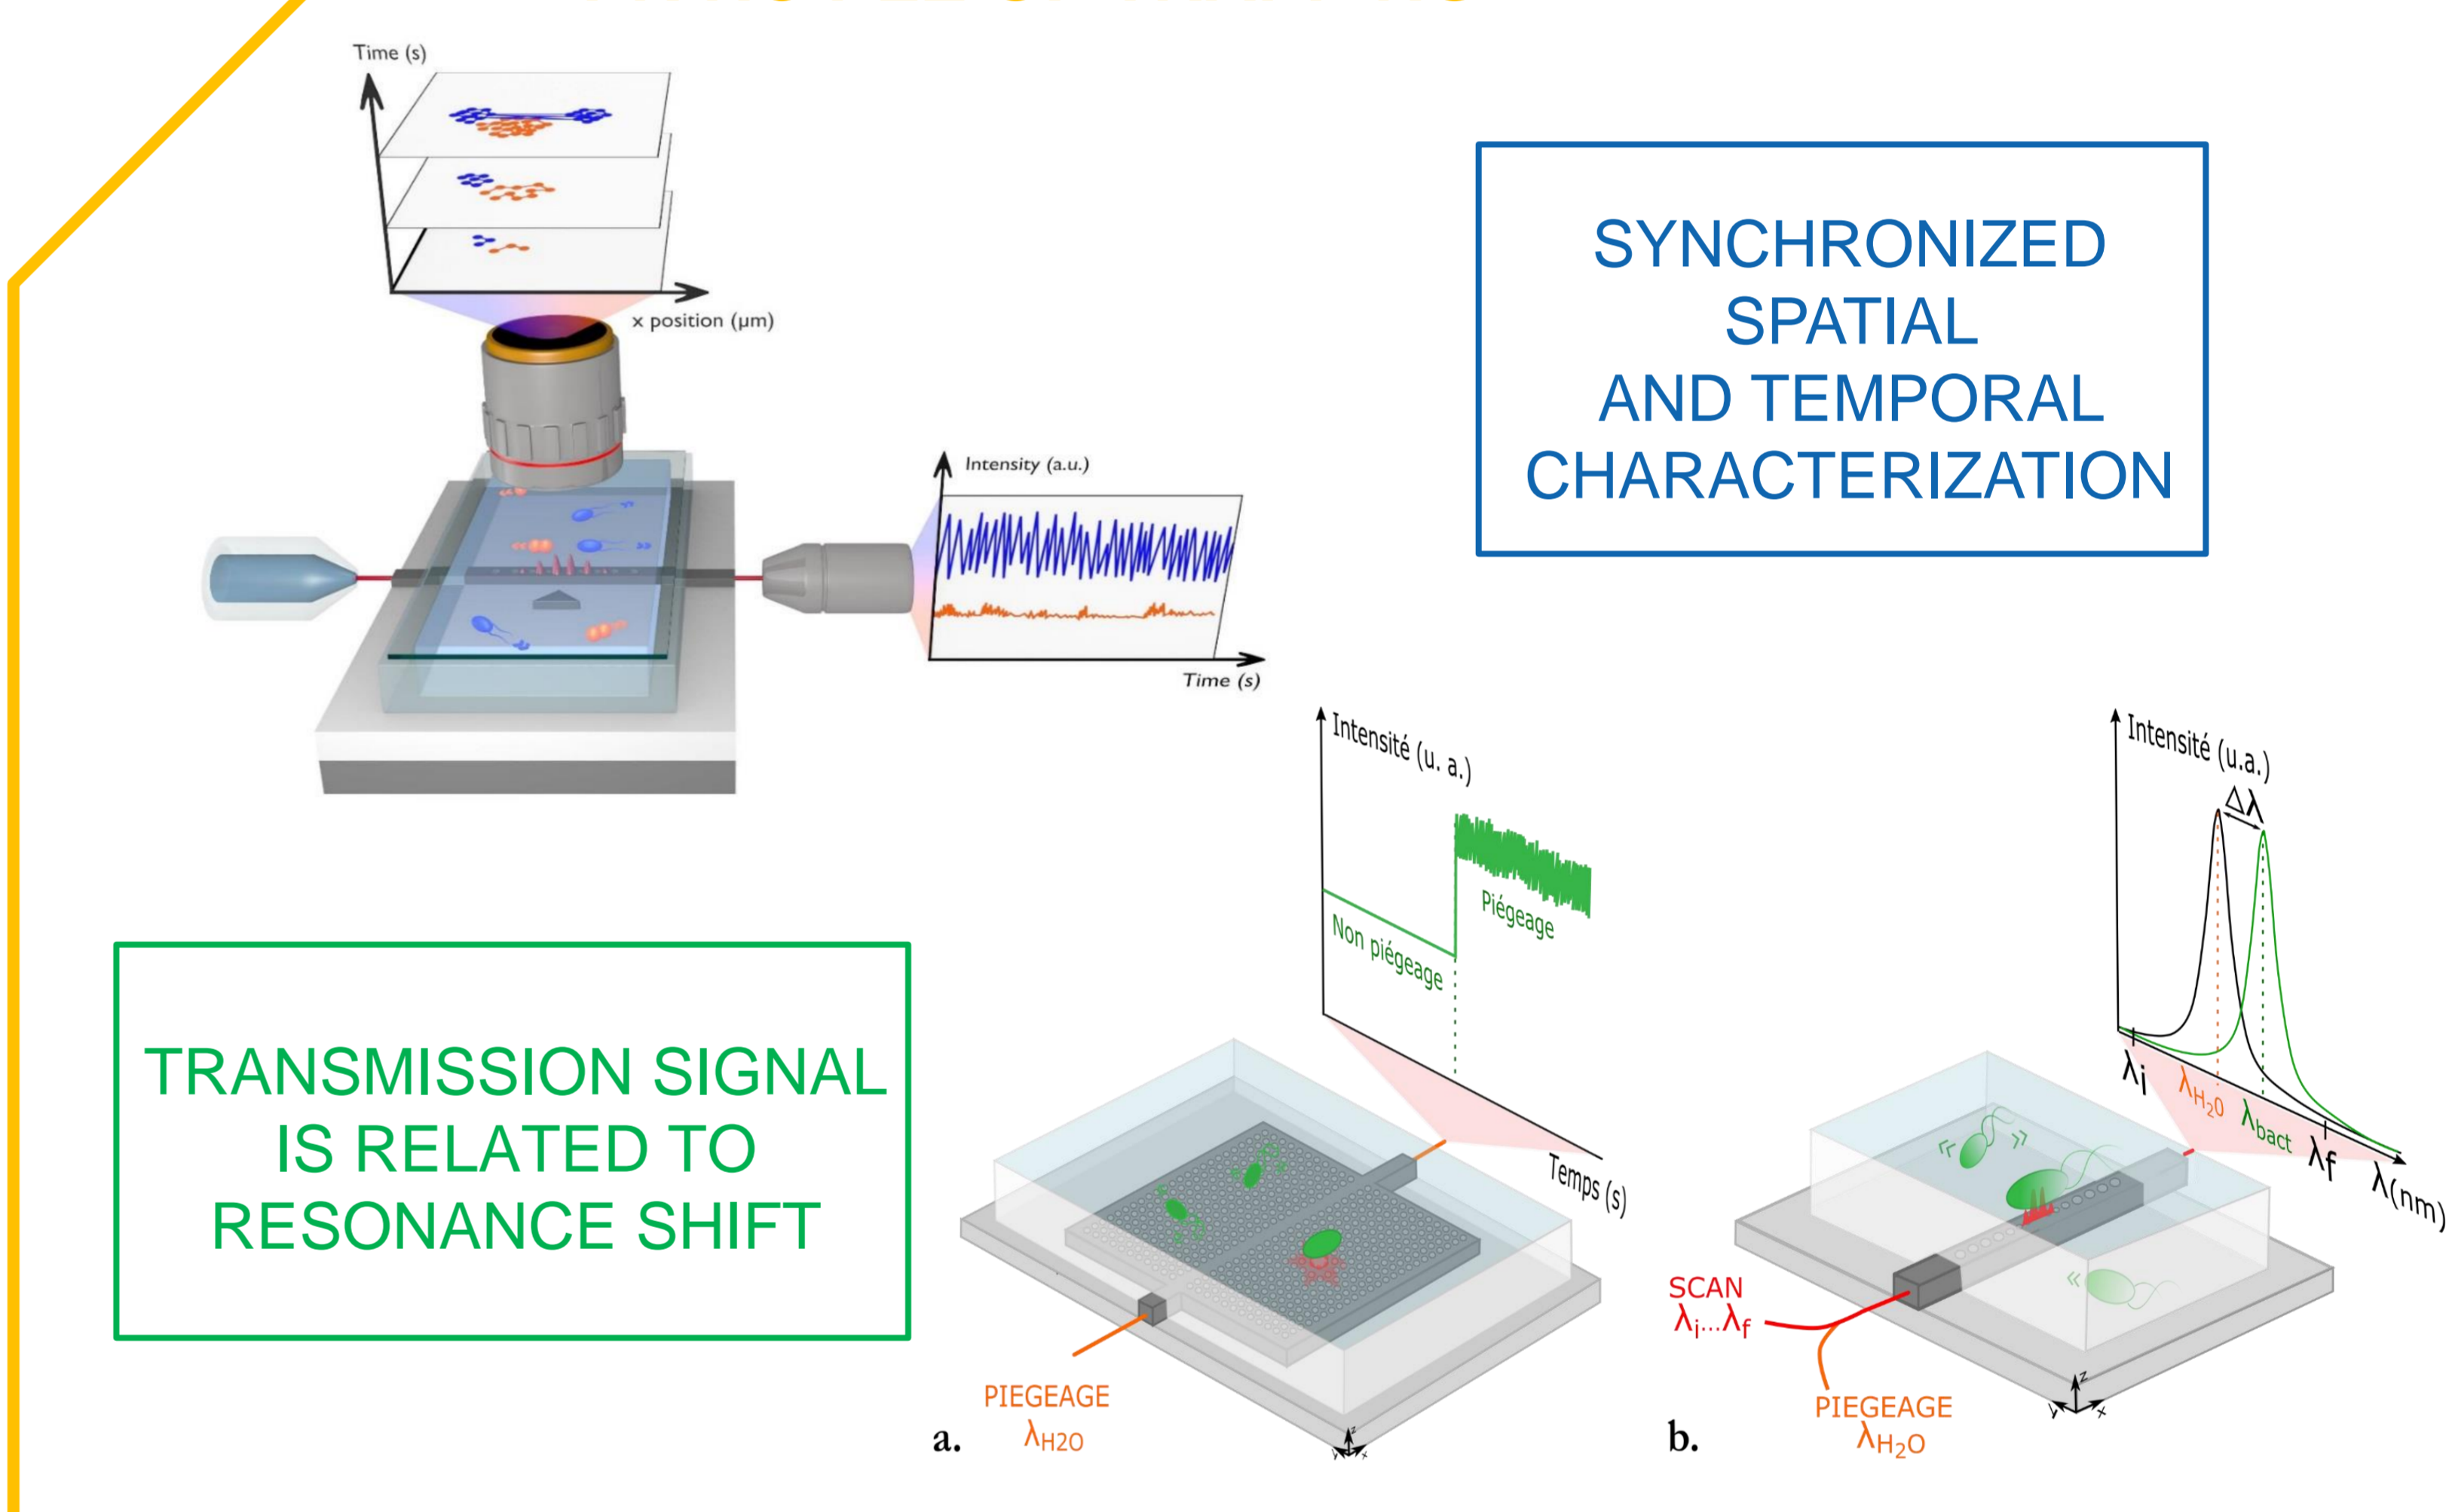 Time (s)
x position (μm)
SYNCHRONIZED
SPATIAL
AND TEMPORAL
CHARACTERIZATION
Intensity (a.u.)
Time (s)
TRANSMISSION SIGNAL
IS RELATED TO
RESONANCE SHIFT
Intensité (u. a.)
Non piégeage
Piégeage
Temps (s)
PIEGEAGE
λH2O
a.
z
Y
x
Intensité (u.a.)
Δλ
λi
λH₂0
λbact
λf
λ(nm)
SCAN
λi...λf
PIEGEAGE
λH₂O
b.
z
Y
x